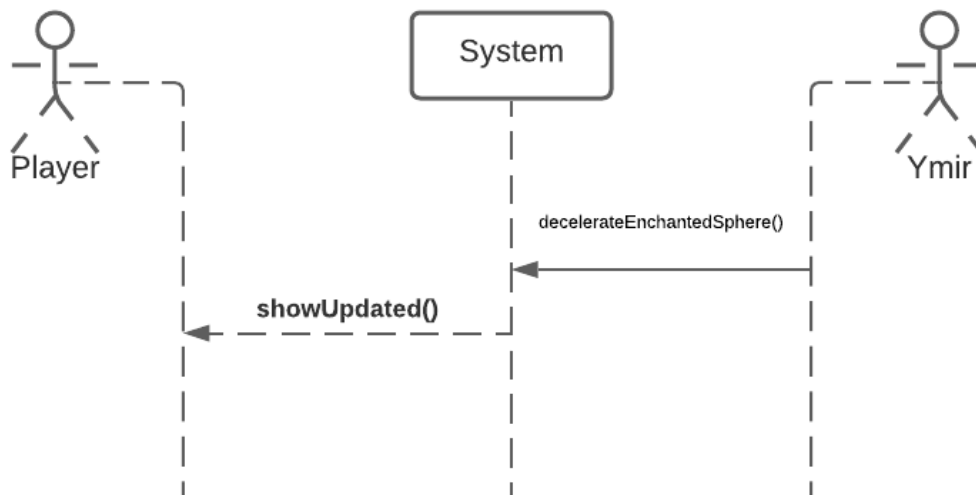 System
Player
Ymir
decelerateEnchantedSphere()
showUpdated()